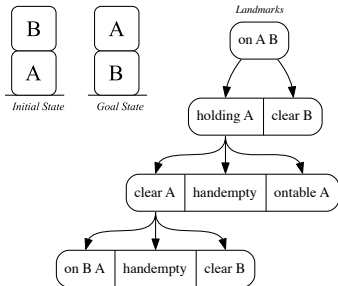 Landmarks
B
A
A
B
Initial State
Goal State
on A B
holding A
clear B
clear A
handempty
ontable A
on B A
handempty
clear B